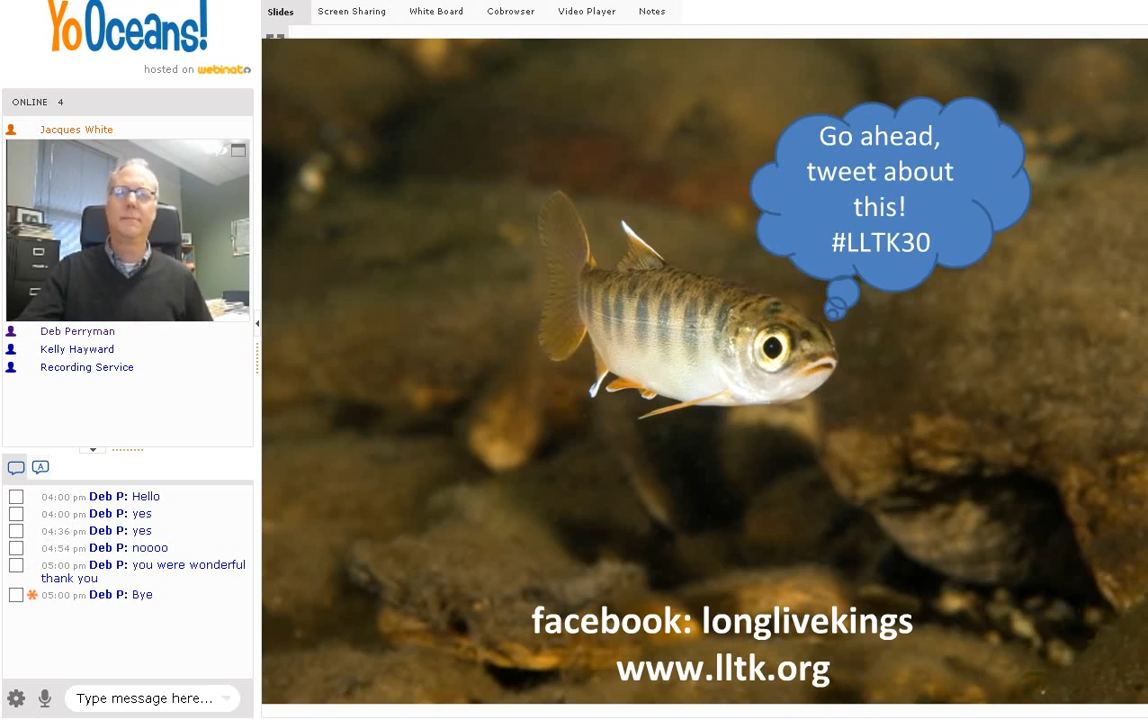 YoOceans!
hosted on webinato
ONLINE 4
Jacques White
Deb Perryman
Kelly Hayward
Recording Service
A
04:00 pm Deb P: Hello
04:00 pm Deb P: yes
04:36 pm Deb P: yes
04:54 pm Deb P: noooo
05:00 pm Deb P: you were wonderful
thank you
05:00 pm Deb P: Bye
Type message here...
Slides Screen Sharing White Board Cobrowser Video Player Notes
Go ahead,
tweet about
this!
#LLTK30
facebook: longlivekings
www.lltk.org